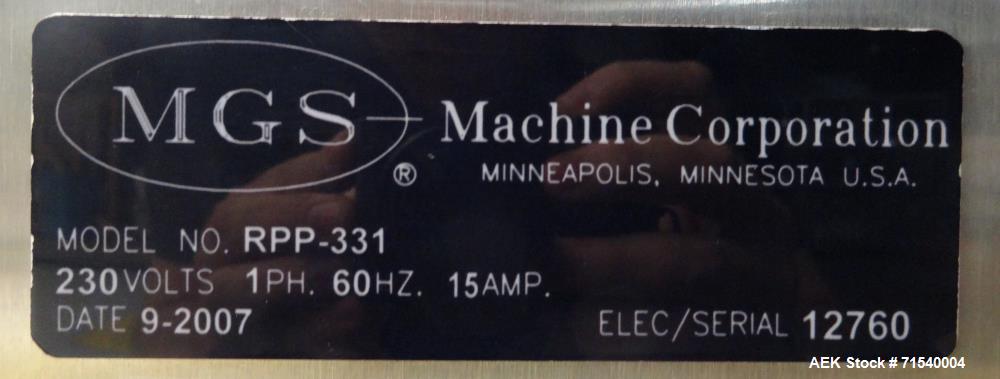 MGS Machine Corporation
®
MINNEAPOLIS, MINNESOTA U.S.A.
MODEL NO. RPP-331
230 VOLTS 1PH. 60HZ. 15AMP.
DATE 9-2007 ELEC/SERIAL 12760
AEK Stock # 71540004